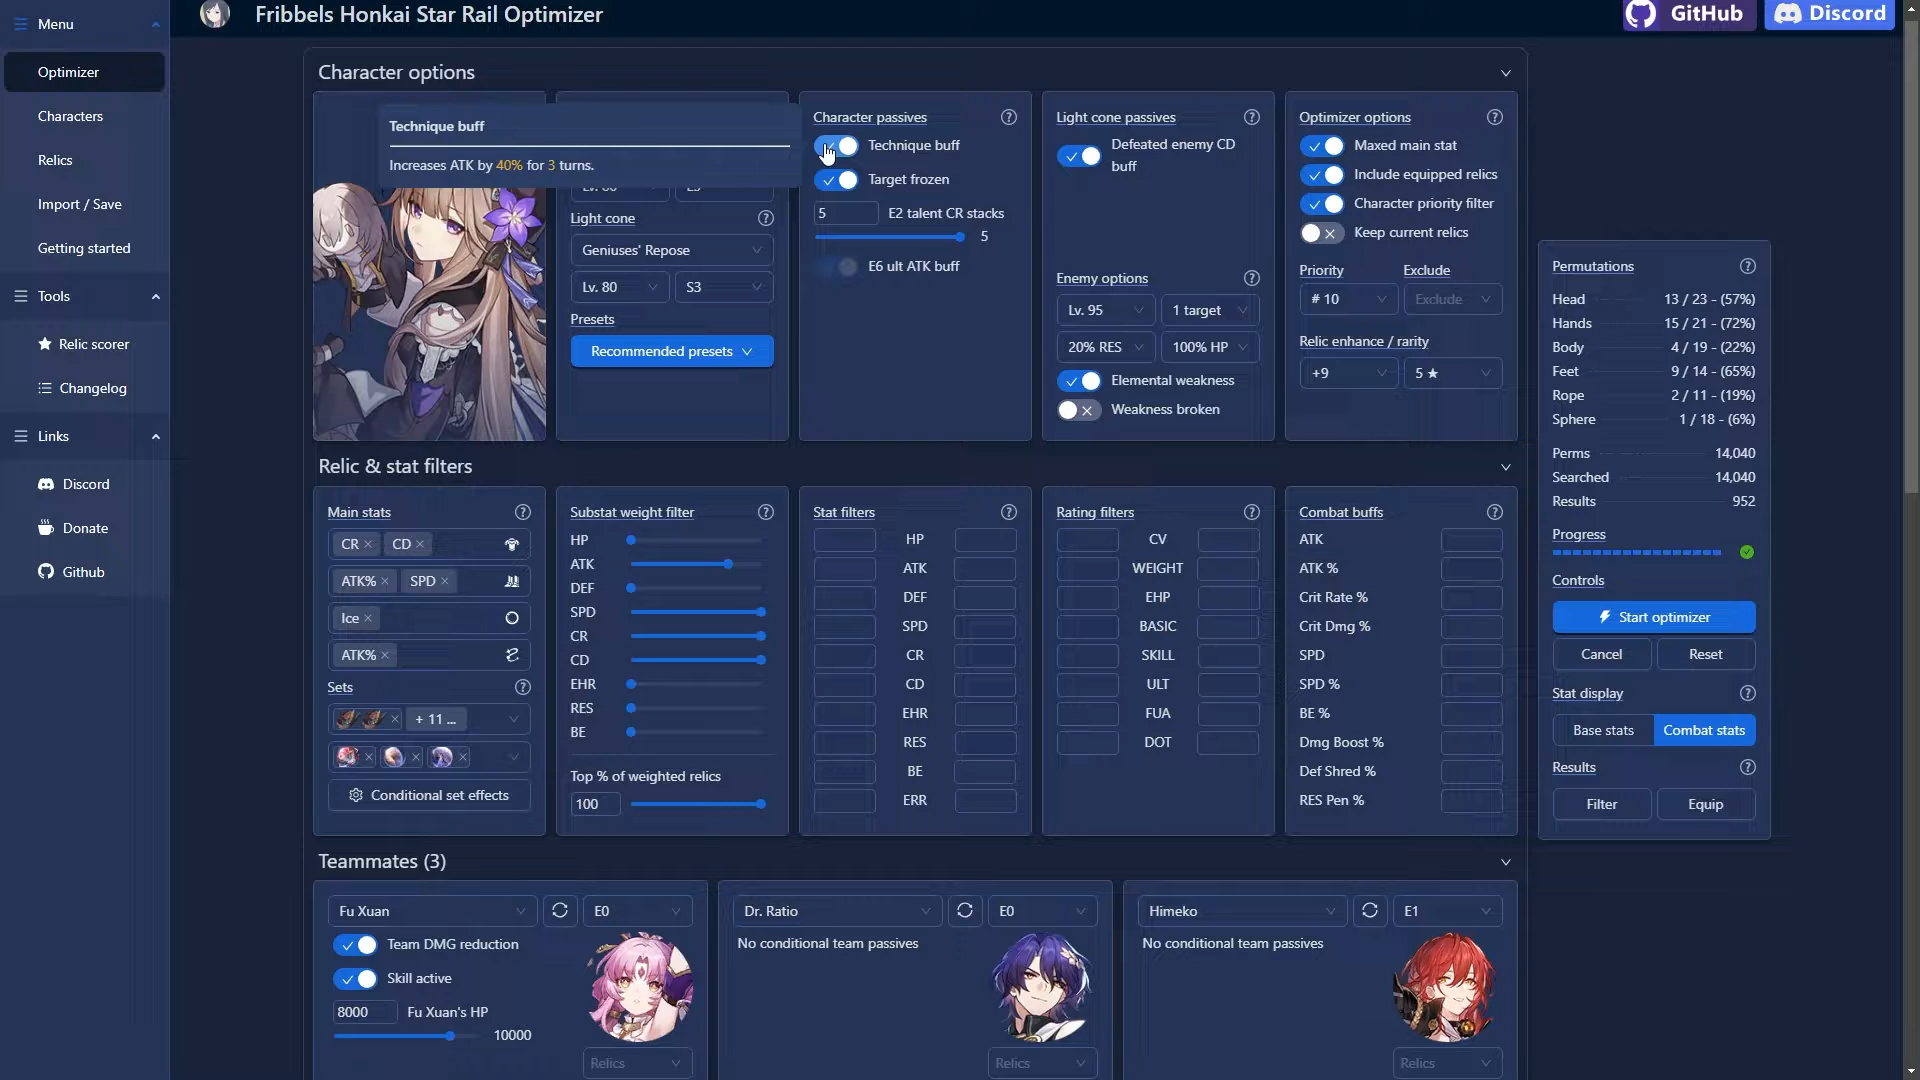 Menu
Optimizer
Characters
Relics
Import / Save
Getting started
Tools
Relic scorer
Changelog
Links
Discord
Donate
Github
Fribbels Honkai Star Rail Optimizer
GitHub
Discord
Character options
Technique buff
Increases ATK by 40% for 3 turns.
Light cone
Geniuses' Repose
Lv. 80
S3
Presets
Recommended presets
Character passives
Technique buff
Target frozen
5
E2 talent CR stacks
5
E6 ult ATK buff
Light cone passives
Defeated enemy CD
buff
Enemy options
Lv. 95
1 target
20% RES
100% HP
Elemental weakness
Weakness broken
Optimizer options
Maxed main stat
Include equipped relics
Character priority filter
Keep current relics
Priority
Exclude
# 10
Exclude
Relic enhance / rarity
+9
5 ★
Relic & stat filters
Main stats
CR
CD
ATK%
SPD
Ice
ATK%
Sets
+ 11 ...
Conditional set effects
Substat weight filter
HP
ATK
DEF
SPD
CR
CD
EHR
RES
BE
Top % of weighted relics
100
Stat filters
HP
ATK
DEF
SPD
CR
CD
EHR
RES
BE
ERR
Rating filters
CV
WEIGHT
EHP
BASIC
SKILL
ULT
FUA
DOT
Combat buffs
ATK
ATK %
Crit Rate %
Crit Dmg %
SPD
SPD %
BE %
Dmg Boost %
Def Shred %
RES Pen %
Permutations
Head 13 / 23 - (57%)
Hands 15 / 21 - (72%)
Body 4 / 19 - (22%)
Feet 9 / 14 - (65%)
Rope 2 / 11 - (19%)
Sphere 1 / 18 - (6%)
Perms 14,040
Searched 14,040
Results 952
Progress
Controls
Start optimizer
Cancel
Reset
Stat display
Base stats
Combat stats
Results
Filter
Equip
Teammates (3)
Fu Xuan
E0
Team DMG reduction
Skill active
8000
Fu Xuan's HP
10000
Relics
Dr. Ratio
E0
No conditional team passives
Relics
Himeko
E1
No conditional team passives
Relics